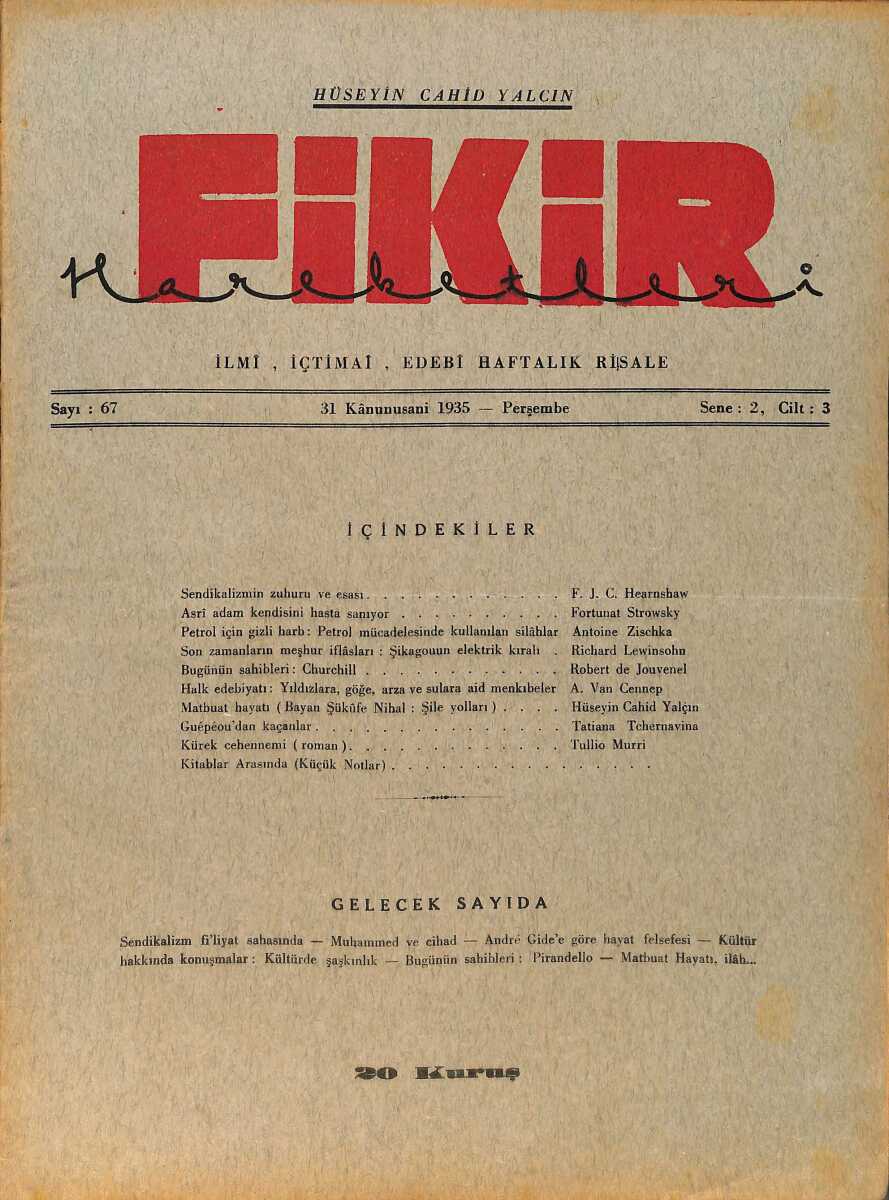 HÜSEYİN CAHİD YALCIN
FİKİR
Hareketleri
İLMÎ , İÇTİMAÎ , EDEBÎ HAFTALIK RİSALE
Sayı : 67 31 Kânunusani 1935 — Perşembe Sene : 2, Cilt : 3
İÇİNDEKİLER
Sendikalizmin zuhuru ve esası . . . . . . . . . . . . F. J. C. Hearnshaw
Asrî adam kendisini hasta sanıyor . . . . . . . . . . Fortunat Strowsky
Petrol için gizli harb : Petrol mücadelesinde kullanılan silâhlar Antoine Zischka
Son zamanların meşhur iflâsları : Şikagouun elektrik kıralı . Richard Lewinsohn
Bugünün sahibleri : Churchill . . . . . . . . . . . . Robert de Jouvenel
Halk edebiyatı : Yıldızlara, göğe, arza ve sulara aid menkıbeler A. Van Cennep
Matbuat hayatı ( Bayan Şükûfe Nihal : Şile yolları ) . . . . Hüseyin Cahid Yalçın
Guépéou'dan kaçanlar . . . . . . . . . . . . . . Tatiana Tchernavina
Kürek cehennemi ( roman ) . . . . . . . . . . . . Tullio Murri
Kitablar Arasında (Küçük Notlar) . . . . . . . . . . . . . . .
GELECEK SAYIDA
Sendikalizm fi'liyat sahasında — Muhammed ve cihad — André Gide'e göre hayat felsefesi — Kültür
hakkında konuşmalar : Kültürde şaşkınlık — Bugünün sahibleri : Pirandello — Matbuat Hayatı, ilâh...
20 Kuruş